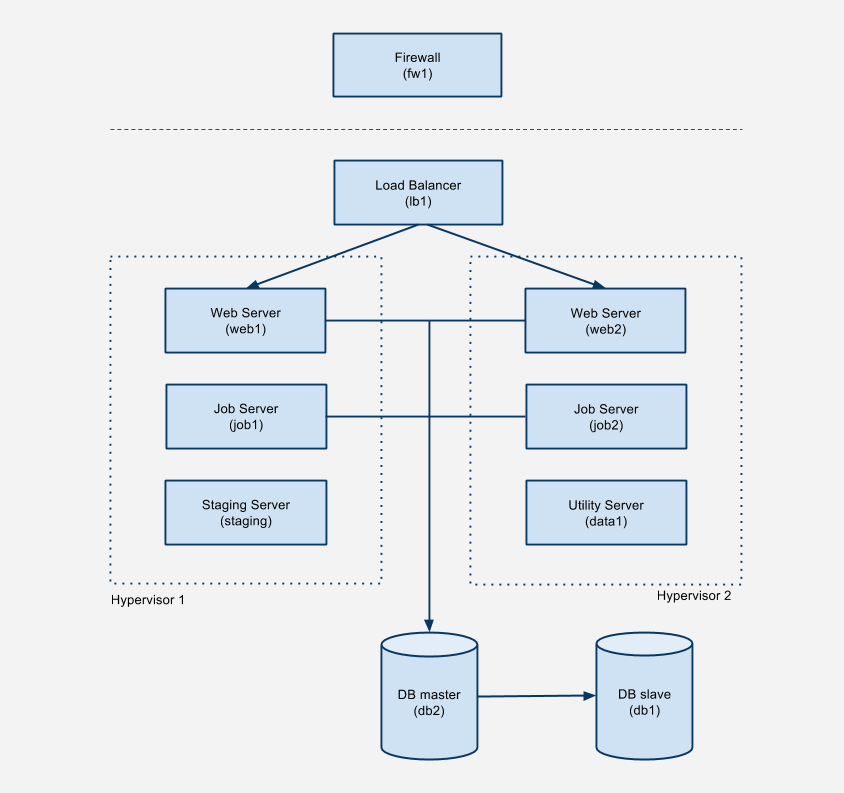 Firewall
(fw1)
Load Balancer
(lb1)
Web Server
(web1)
Web Server
(web2)
Job Server
(job1)
Job Server
(job2)
Staging Server
(staging)
Utility Server
(data1)
Hypervisor 1
Hypervisor 2
DB master
(db2)
DB slave
(db1)